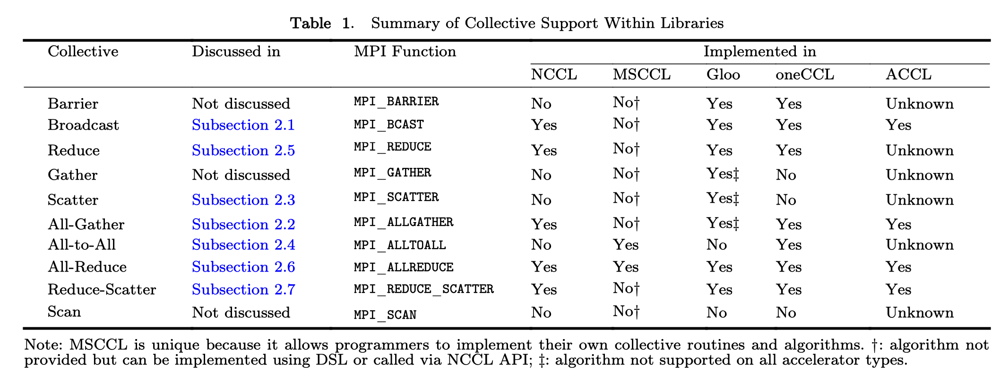 Table 1. Summary of Collective Support Within Libraries
Collective Discussed in MPI Function Implemented in
NCCL MSCCL Gloo oneCCL ACCL
Barrier Not discussed MPI_BARRIER No No† Yes Yes Unknown
Broadcast Subsection 2.1 MPI_BCAST Yes No† Yes Yes Yes
Reduce Subsection 2.5 MPI_REDUCE Yes No† Yes Yes Unknown
Gather Not discussed MPI_GATHER No No† Yes‡ No Unknown
Scatter Subsection 2.3 MPI_SCATTER No No† Yes‡ No Unknown
All-Gather Subsection 2.2 MPI_ALLGATHER Yes No† Yes‡ Yes Yes
All-to-All Subsection 2.4 MPI_ALLTOALL No Yes No Yes Unknown
All-Reduce Subsection 2.6 MPI_ALLREDUCE Yes Yes Yes Yes Yes
Reduce-Scatter Subsection 2.7 MPI_REDUCE_SCATTER Yes No† Yes Yes Yes
Scan Not discussed MPI_SCAN No No† No No Unknown
Note: MSCCL is unique because it allows programmers to implement their own collective routines and algorithms. †: algorithm not
provided but can be implemented using DSL or called via NCCL API; ‡: algorithm not supported on all accelerator types.